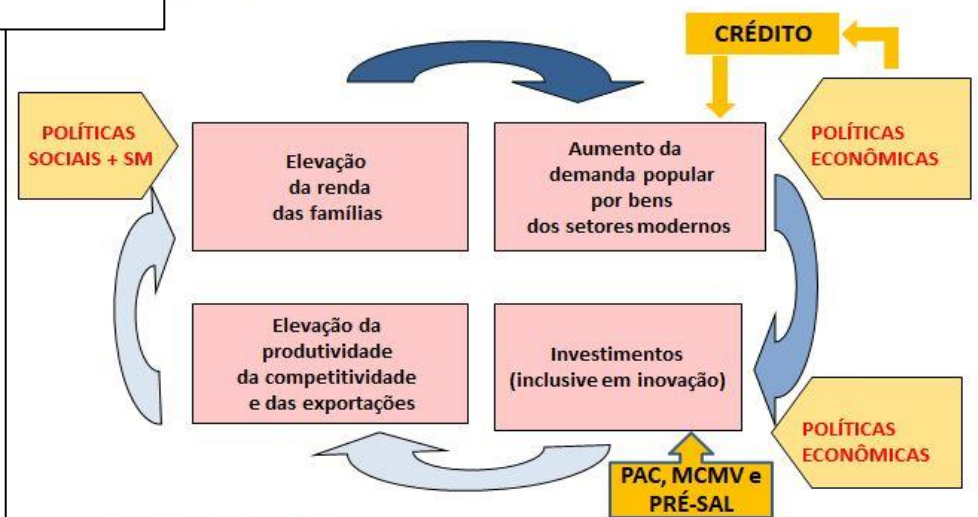 CRÉDITO
POLÍTICAS
SOCIAIS + SM
Elevação
da renda
das famílias
Aumento da
demanda popular
por bens
dos setores modernos
POLÍTICAS
ECONÔMICAS
Elevação da
produtividade
da competitividade
e das exportações
Investimentos
(inclusive em inovação)
POLÍTICAS
ECONÔMICAS
PAC, MCMV e
PRÉ-SAL